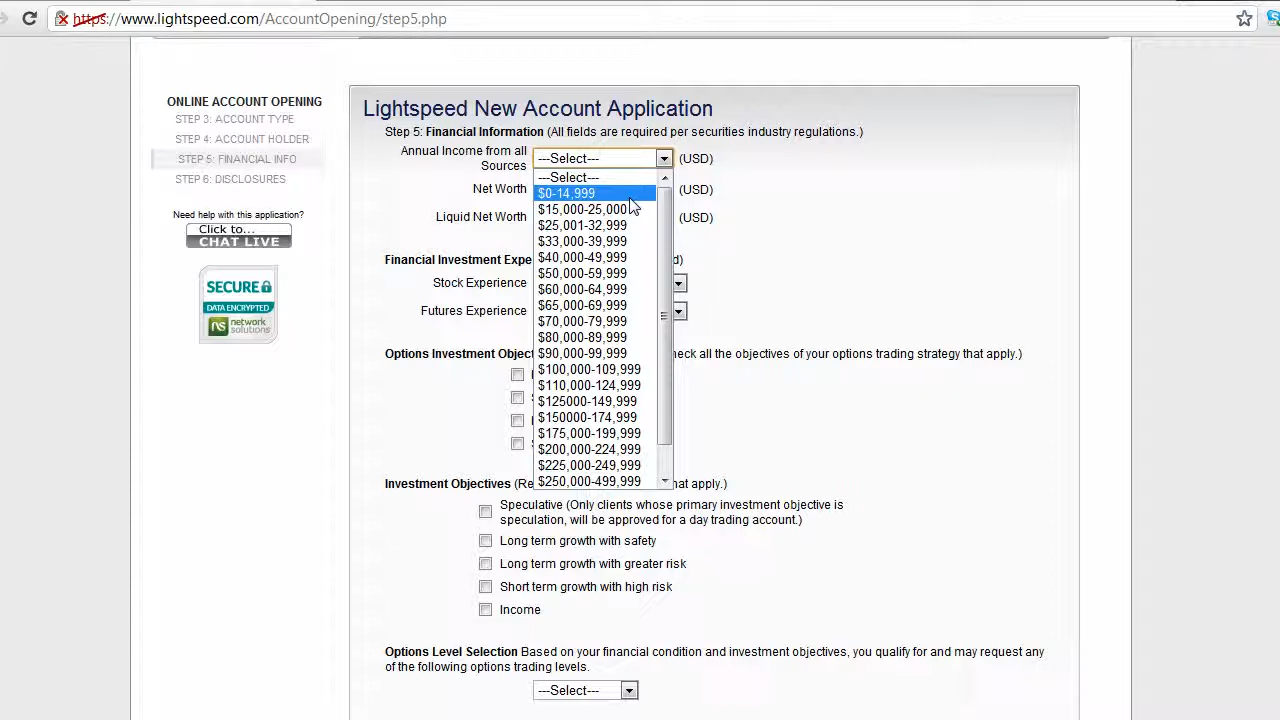 https://www.lightspeed.com/AccountOpening/step5.php
ONLINE ACCOUNT OPENING
STEP 3: ACCOUNT TYPE
STEP 4: ACCOUNT HOLDER
STEP 5: FINANCIAL INFO
STEP 6: DISCLOSURES
Need help with this application?
Click to...
CHAT LIVE
SECURE
DATA ENCRYPTED
network
solutions
Lightspeed New Account Application
Step 5: Financial Information (All fields are required per securities industry regulations.)
Annual Income from all
Sources
---Select---
(USD)
Net Worth
(USD)
Liquid Net Worth
(USD)
---Select---
$0-14,999
$15,000-25,000
$25,001-32,999
$33,000-39,999
$40,000-49,999
$50,000-59,999
$60,000-64,999
$65,000-69,999
$70,000-79,999
$80,000-89,999
$90,000-99,999
$100,000-109,999
$110,000-124,999
$125000-149,999
$150000-174,999
$175,000-199,999
$200,000-224,999
$225,000-249,999
$250,000-499,999
Financial Investment Expe d)
Stock Experience
Futures Experience
Options Investment Object heck all the objectives of your options trading strategy that apply.)
Investment Objectives (Re hat apply.)
Speculative (Only clients whose primary investment objective is
speculation, will be approved for a day trading account.)
Long term growth with safety
Long term growth with greater risk
Short term growth with high risk
Income
Options Level Selection Based on your financial condition and investment objectives, you qualify for and may request any
of the following options trading levels.
---Select---